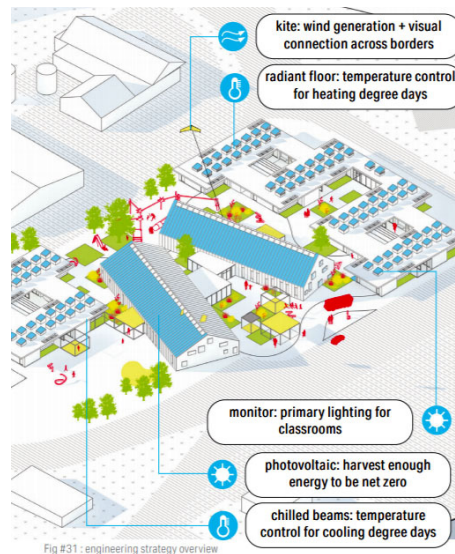 kite: wind generation + visual
connection across borders
radiant floor: temperature control
for heating degree days
monitor: primary lighting for
classrooms
photovoltaic: harvest enough
energy to be net zero
chilled beams: temperature
control for cooling degree days
Fig #31 : engineering strategy overview